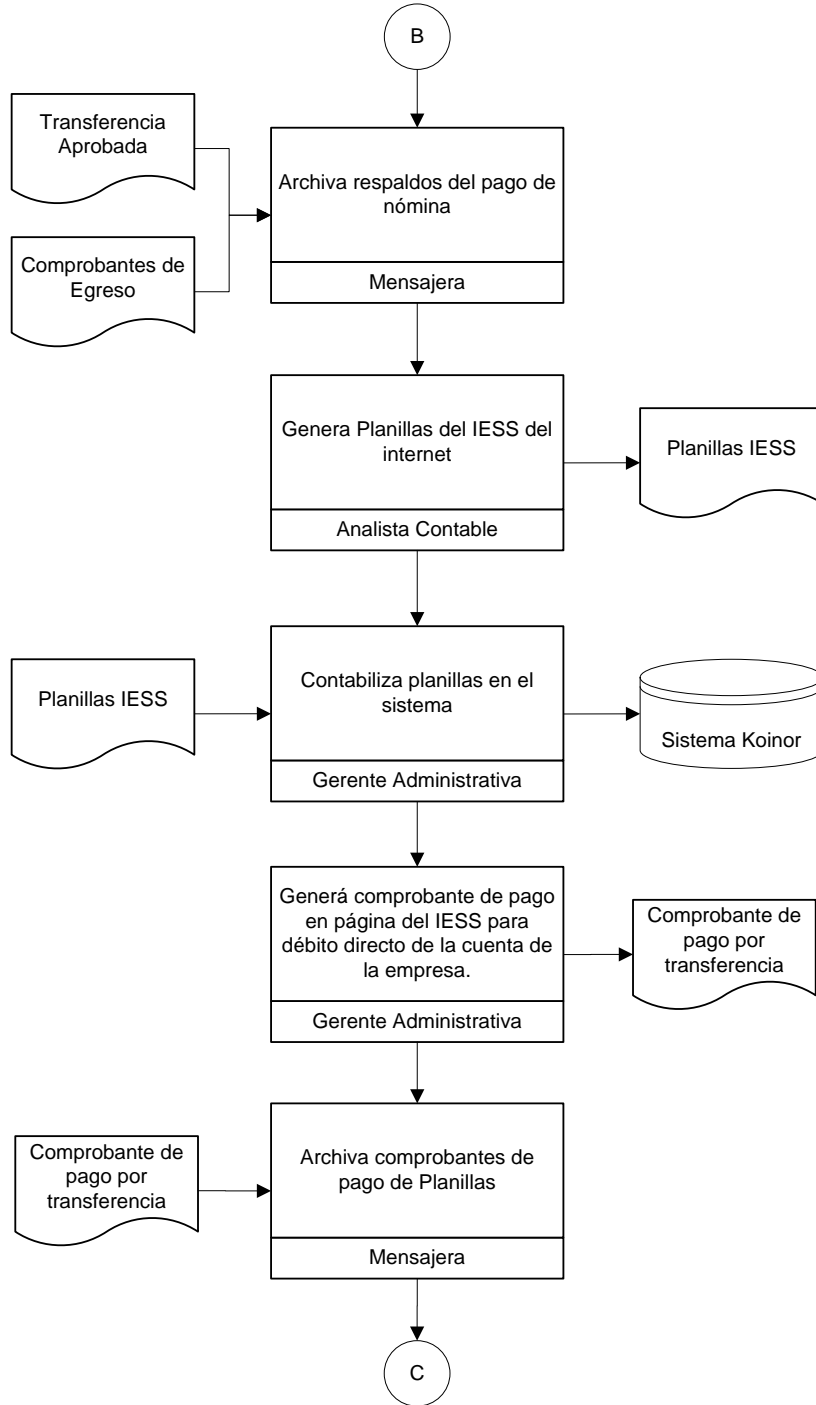 B
Transferencia
Aprobada
Archiva respaldos del pago de
nómina
Comprobantes de
Egreso
Mensajera
Genera Planillas del IESS del
internet
Planillas IESS
Analista Contable
Planillas IESS
Contabiliza planillas en el
sistema
Sistema Koinor
Gerente Administrativa
Generá comprobante de pago
en página del IESS para
débito directo de la cuenta de
la empresa.
Comprobante de
pago por
transferencia
Gerente Administrativa
Comprobante de
pago por
transferencia
Archiva comprobantes de
pago de Planillas
Mensajera
C